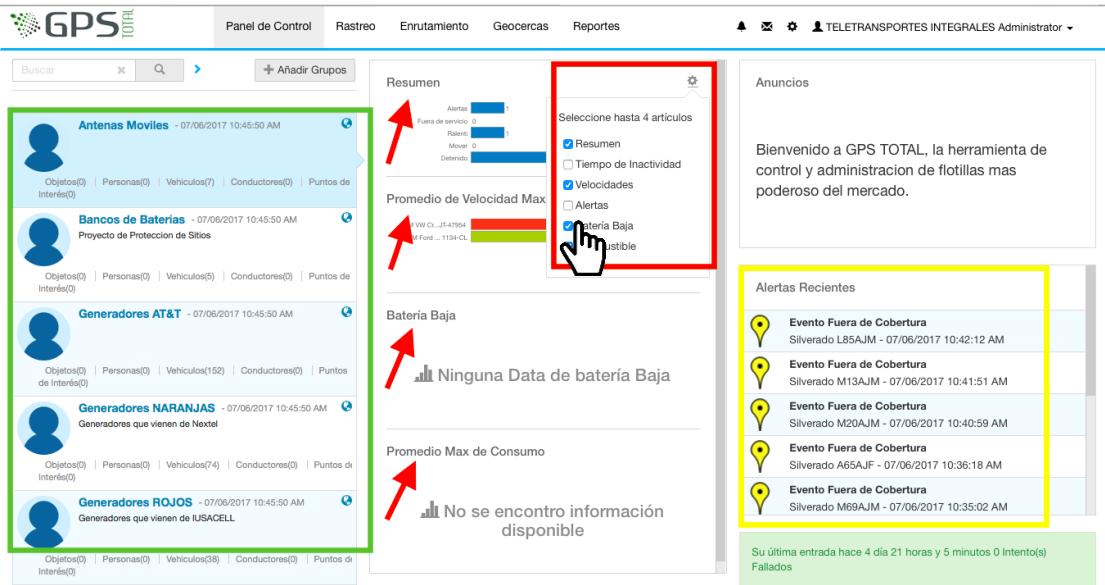 GPS TOTAL
Panel de Control
Rastreo
Enrutamiento
Geocercas
Reportes
TELETRANSPORTES INTEGRALES Administrator
Buscar
Añadir Grupos
Antenas Moviles - 07/06/2017 10:45:50 AM
Objetos(0) | Personas(0) | Vehiculos(7) | Conductores(0) | Puntos de
Interés(0)
Bancos de Baterias - 07/06/2017 10:45:50 AM
Proyecto de Proteccion de Sitios
Objetos(0) | Personas(0) | Vehiculos(5) | Conductores(0) | Puntos de
Interés(0)
Generadores AT&T - 07/06/2017 10:45:50 AM
Objetos(0) | Personas(0) | Vehiculos(152) | Conductores(0) | Puntos
de Interés(0)
Generadores NARANJAS - 07/06/2017 10:45:50 AM
Generadores que vienen de Nextel
Objetos(0) | Personas(0) | Vehiculos(74) | Conductores(0) | Puntos de
Interés(0)
Generadores ROJOS - 07/06/2017 10:45:50 AM
Generadores que vienen de IUSACELL
Objetos(0) | Personas(0) | Vehiculos(38) | Conductores(0) | Puntos de
Interés(0)
Resumen
Alertas 1
Fuera de servicio 0
Ralenti 1
Mover 0
Detenido
Promedio de Velocidad Max
VW Cr...JT-47954
M Ford ... 1134-CL
Batería Baja
Ninguna Data de batería Baja
Promedio Max de Consumo
No se encontro información
disponible
Seleccione hasta 4 artículos
Resumen
Tiempo de Inactividad
Velocidades
Alertas
Batería Baja
Anuncios
Bienvenido a GPS TOTAL, la herramienta de
control y administracion de flotillas mas
poderoso del mercado.
Alertas Recientes
Evento Fuera de Cobertura
Silverado L85AJM - 07/06/2017 10:42:12 AM
Evento Fuera de Cobertura
Silverado M13AJM - 07/06/2017 10:41:51 AM
Evento Fuera de Cobertura
Silverado M20AJM - 07/06/2017 10:40:59 AM
Evento Fuera de Cobertura
Silverado A65AJF - 07/06/2017 10:36:18 AM
Evento Fuera de Cobertura
Silverado M69AJM - 07/06/2017 10:35:02 AM
Su última entrada hace 4 día 21 horas y 5 minutos 0 Intento(s)
Fallados